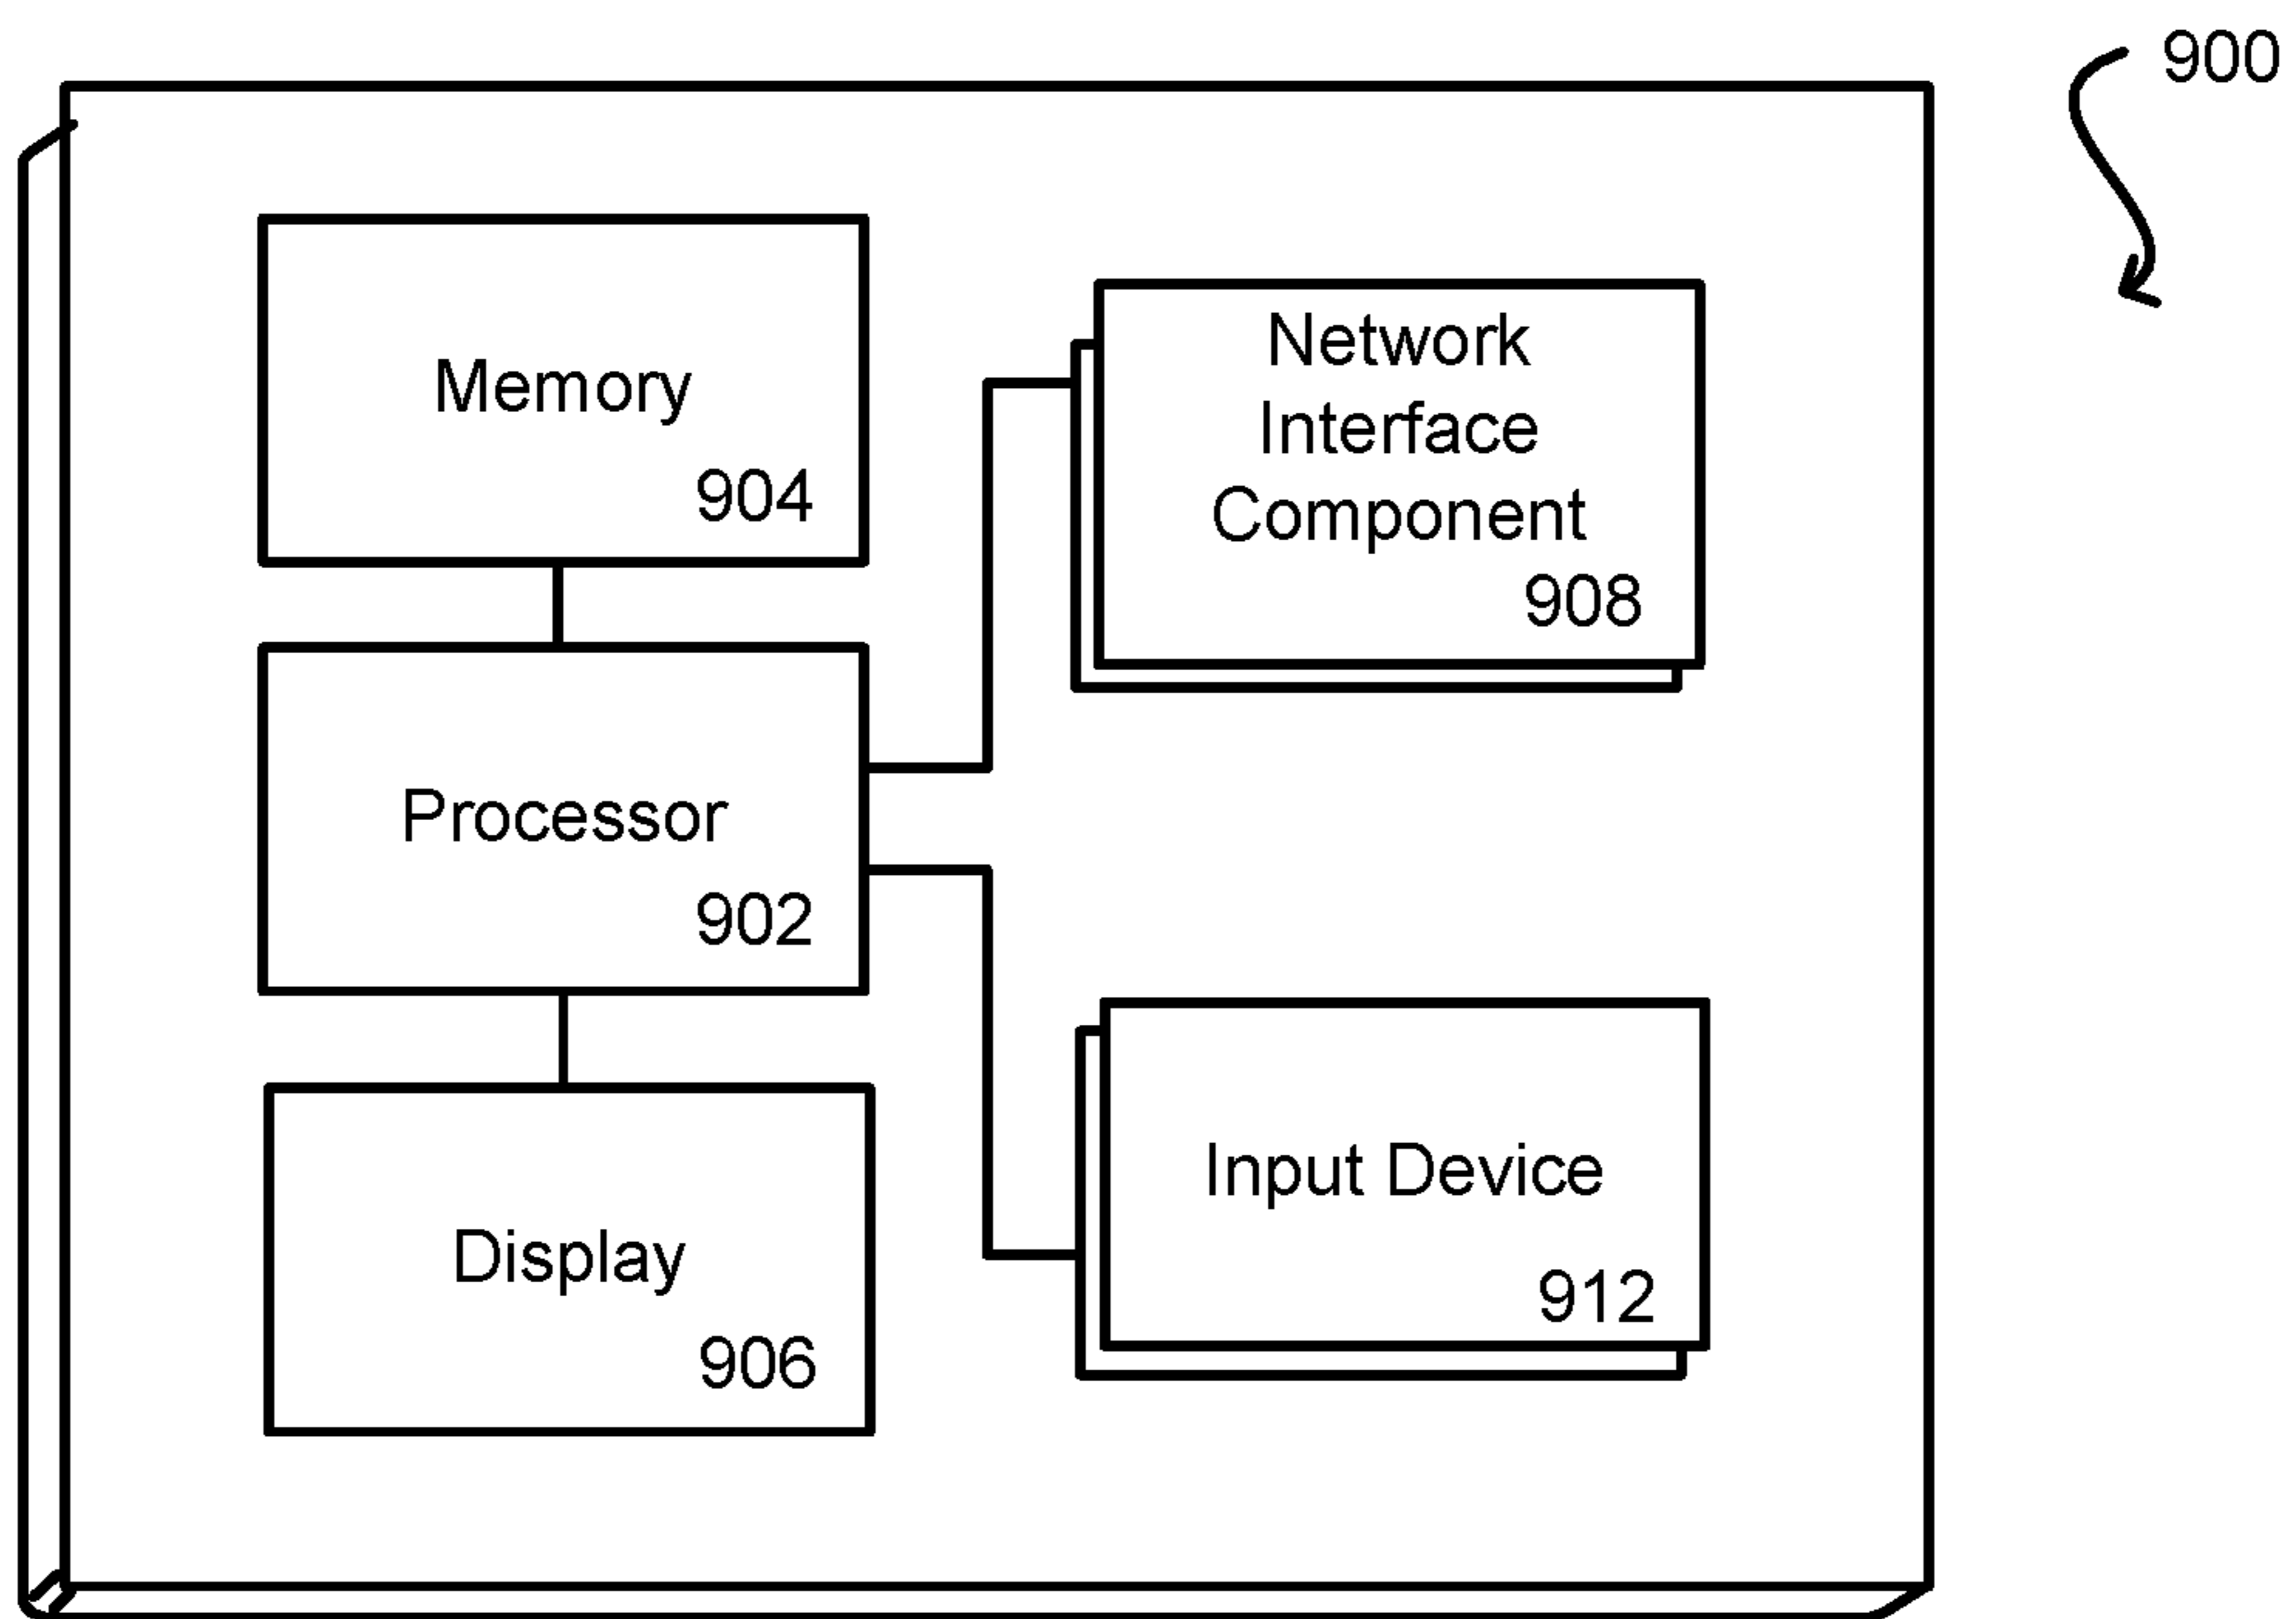 900
Memory
904
Network
Interface
Component
908
Processor
902
Display
906
Input Device
912